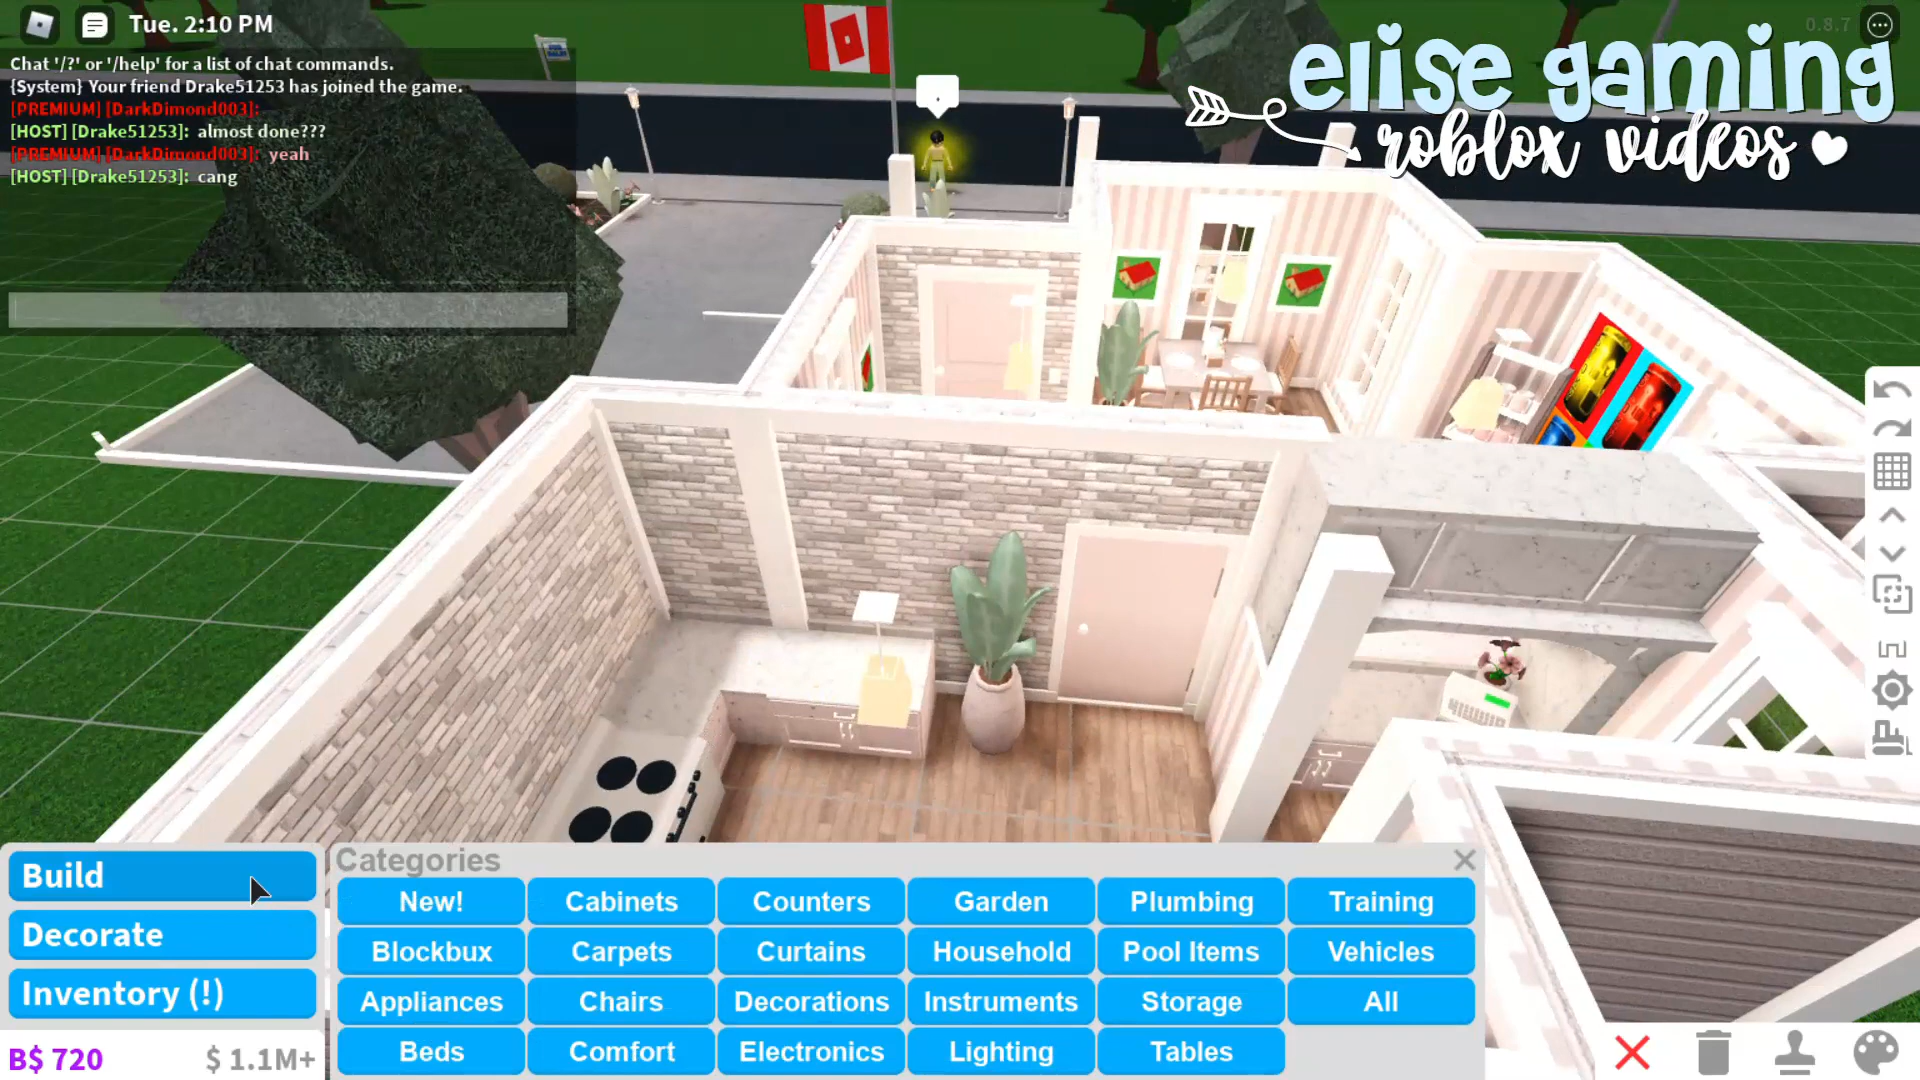 Tue. 2:10 PM
0.8.7
elise gaming
roblox videos
Chat '/?' or '/help' for a list of chat commands.
{System} Your friend Drake51253 has joined the game.
[PREMIUM] [DarkDimond003]:
[HOST] [Drake51253]: almost done???
[PREMIUM] [DarkDimond003]: yeah
[HOST] [Drake51253]: cang
Build
Decorate
Inventory (!)
B$ 720 $ 1.1M+
Categories
New! Cabinets Counters Garden Plumbing Training
Blockbux Carpets Curtains Household Pool Items Vehicles
Appliances Chairs Decorations Instruments Storage All
Beds Comfort Electronics Lighting Tables